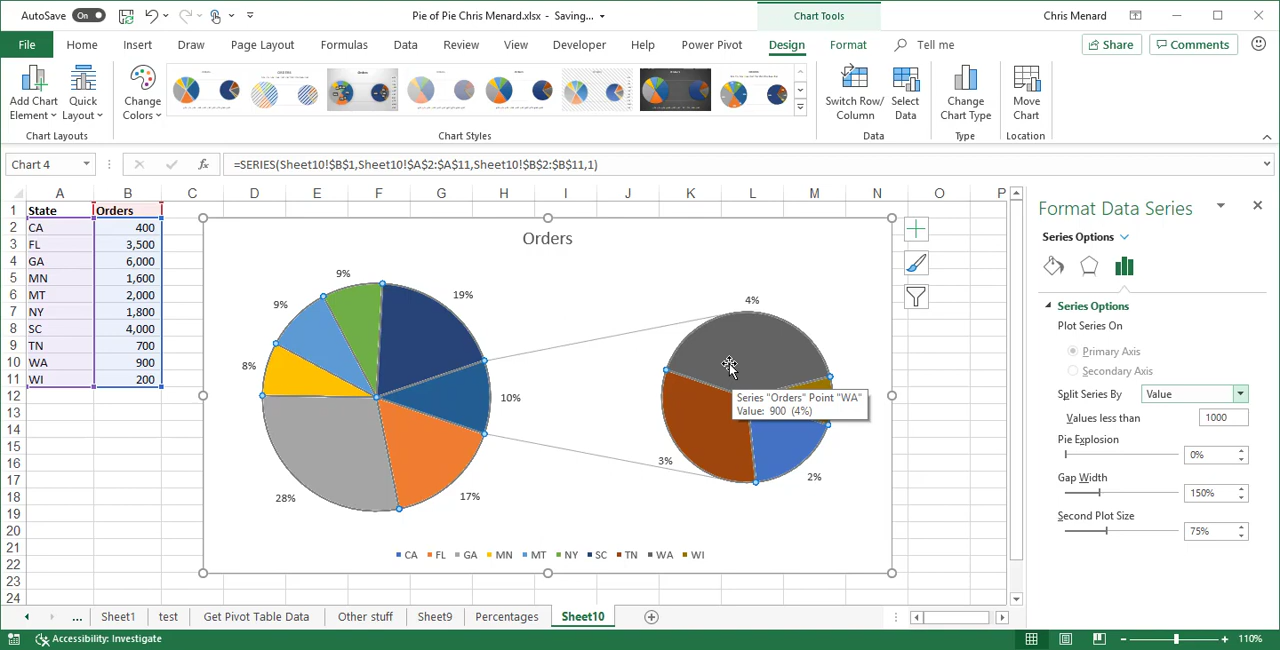 AutoSave On
Pie of Pie Chris Menard.xlsx - Saving...
Chart Tools
Chris Menard
File Home Insert Draw Page Layout Formulas Data Review View Developer Help Power Pivot Design Format Tell me Share Comments
Add Chart Element
Quick Layout
Change Colors
Switch Row/ Column
Select Data
Change Chart Type
Move Chart
Chart Layouts
Chart Styles
Data
Type
Location
Chart 4
fx
=SERIES(Sheet10!$B$1,Sheet10!$A$2:$A$11,Sheet10!$B$2:$B$11,1)
A B C D E F G H I J K L M N O P
1 State Orders
2 CA 400
3 FL 3,500
4 GA 6,000
5 MN 1,600
6 MT 2,000
7 NY 1,800
8 SC 4,000
9 TN 700
10 WA 900
11 WI 200
12
13
14
15
16
17
18
19
20
21
22
23
24
Orders
9%
19%
9%
8%
10%
28%
17%
4%
3%
2%
Series "Orders" Point "WA"
Value: 900 (4%)
CA FL GA MN MT NY SC TN WA WI
Format Data Series
Series Options
Series Options
Plot Series On
Primary Axis
Secondary Axis
Split Series By Value
Values less than 1000
Pie Explosion
0%
Gap Width
150%
Second Plot Size
75%
... Sheet1 test Get Pivot Table Data Other stuff Sheet9 Percentages Sheet10
Accessibility: Investigate
110%